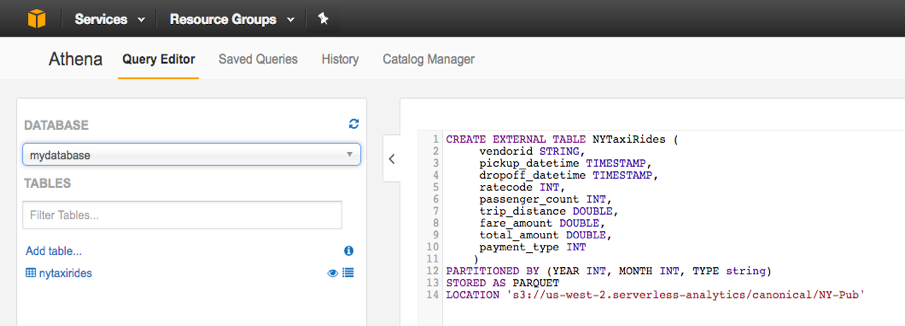 Services Resource Groups
Athena Query Editor Saved Queries History Catalog Manager
DATABASE
mydatabase
TABLES
Filter Tables...
Add table...
nytaxirides
1 CREATE EXTERNAL TABLE NYTaxiRides (
2 vendorid STRING,
3 pickup_datetime TIMESTAMP,
4 dropoff_datetime TIMESTAMP,
5 ratecode INT,
6 passenger_count INT,
7 trip_distance DOUBLE,
8 fare_amount DOUBLE,
9 total_amount DOUBLE,
10 payment_type INT
11 )
12 PARTITIONED BY (YEAR INT, MONTH INT, TYPE string)
13 STORED AS PARQUET
14 LOCATION 's3://us-west-2.serverless-analytics/canonical/NY-Pub'